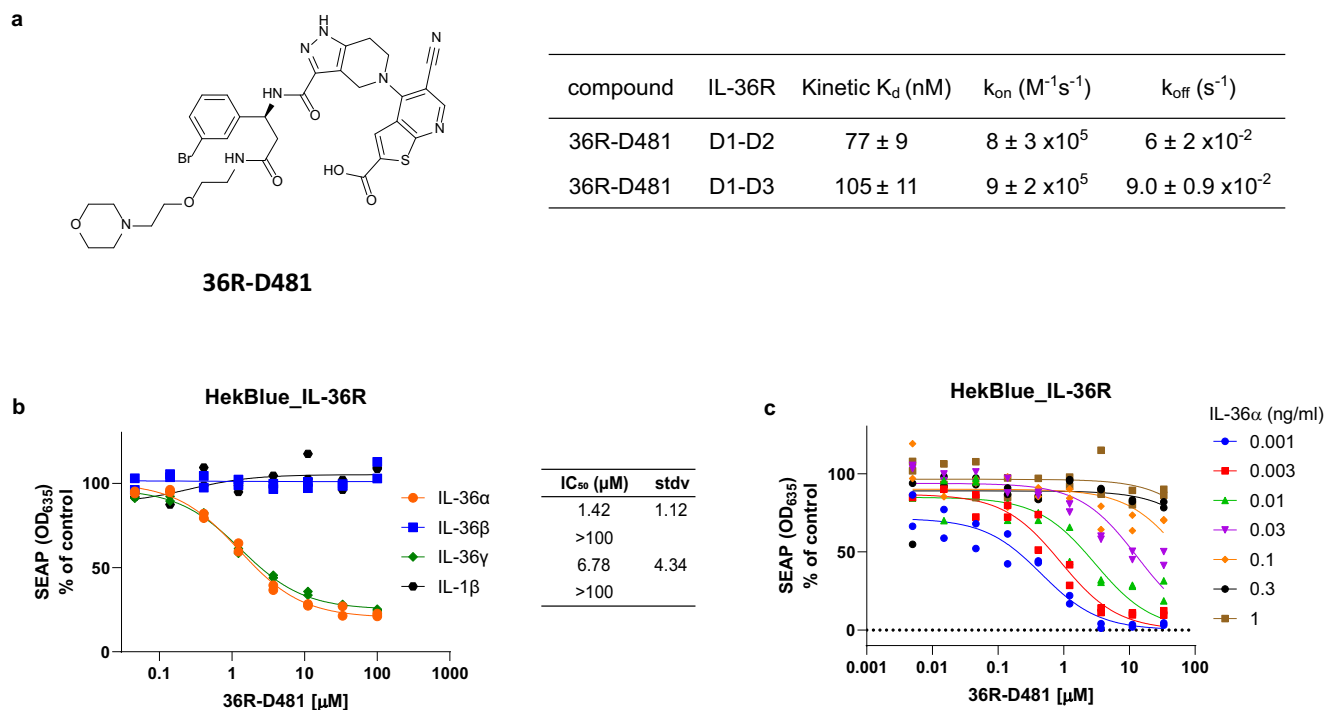 a
H
N
N
N
N
N
HN
O
Br
HN
O
O
O
N
HO
O
S
N
36R-D481
compound IL-36R Kinetic Kd (nM) kon (M-1s-1) koff (s-1)
36R-D481 D1-D2 77 ± 9 8 ± 3 x10⁵ 6 ± 2 x10⁻²
36R-D481 D1-D3 105 ± 11 9 ± 2 x10⁵ 9.0 ± 0.9 x10⁻²
b
HekBlue_IL-36R
SEAP (OD635)
% of control
100
50
0
0.1 1 10 100 1000
36R-D481 [μM]
IL-36α
IL-36β
IL-36γ
IL-1β
IC₅₀ (μM) stdv
1.42 1.12
>100
6.78 4.34
>100
c
HekBlue_IL-36R
SEAP (OD635)
% of control
100
50
0
0.001 0.01 0.1 1 10 100
36R-D481 [μM]
IL-36α (ng/ml)
0.001
0.003
0.01
0.03
0.1
0.3
1